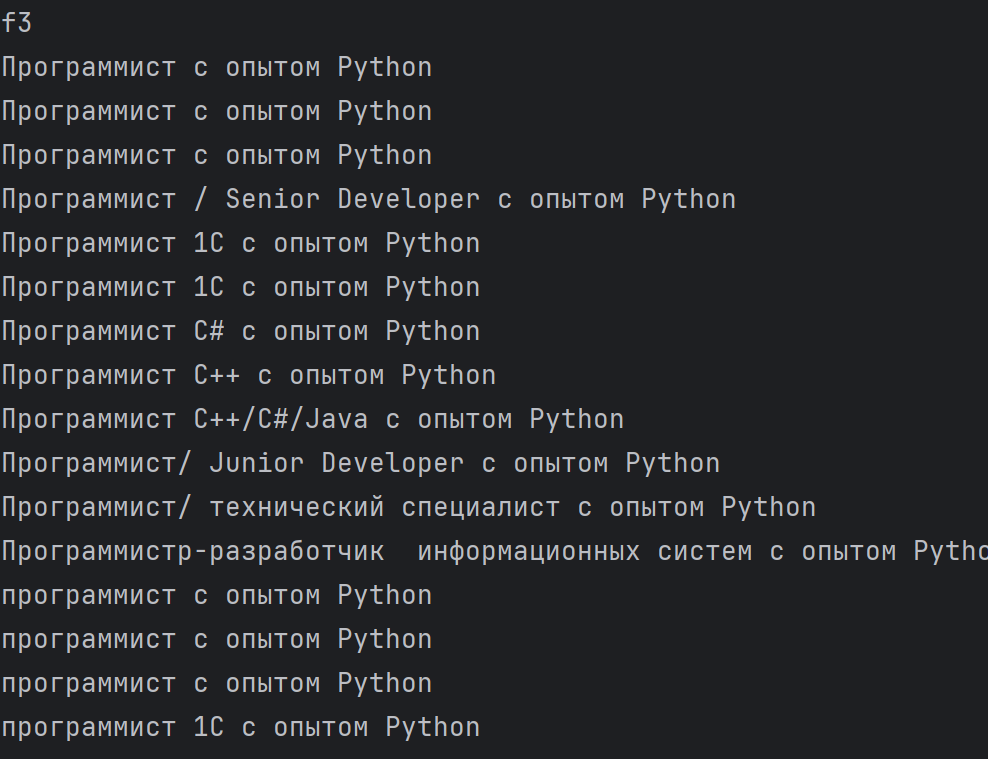 f3
Программист с опытом Python
Программист с опытом Python
Программист с опытом Python
Программист / Senior Developer с опытом Python
Программист 1С с опытом Python
Программист 1С с опытом Python
Программист C# с опытом Python
Программист C++ с опытом Python
Программист C++/C#/Java с опытом Python
Программист/ Junior Developer с опытом Python
Программист/ технический специалист с опытом Python
Программистр-разработчик  информационных систем с опытом Pytho
программист с опытом Python
программист с опытом Python
программист с опытом Python
программист 1С с опытом Python